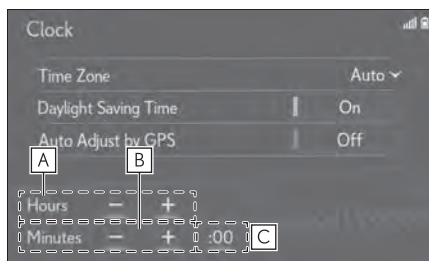 Clock
Time Zone Auto
Daylight Saving Time On
Auto Adjust by GPS Off
A B
Hours - +
Minutes - + :00 C